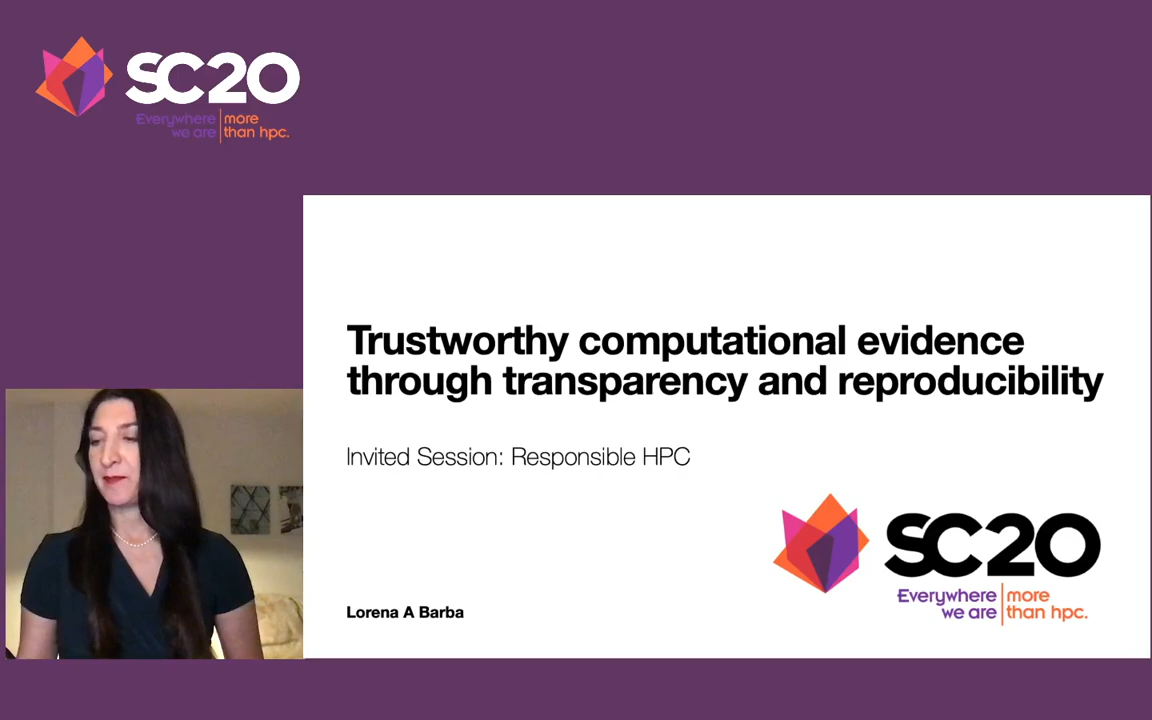 SC20
Everywhere more
we are than hpc.
Trustworthy computational evidence
through transparency and reproducibility
Invited Session: Responsible HPC
SC20
Everywhere more
we are than hpc.
Lorena A Barba